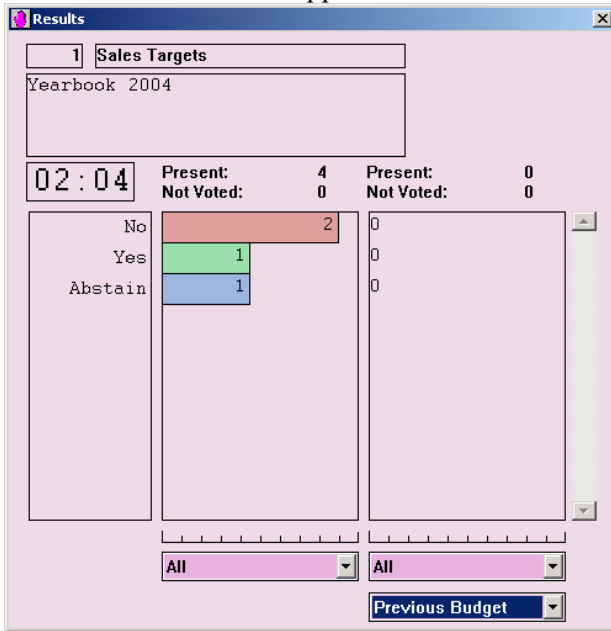 Results
1 Sales Targets
Yearbook 2004
02:04
Present: 4 Present: 0
Not Voted: 0 Not Voted: 0
No 2 0
Yes 1 0
Abstain 1 0
All All
Previous Budget